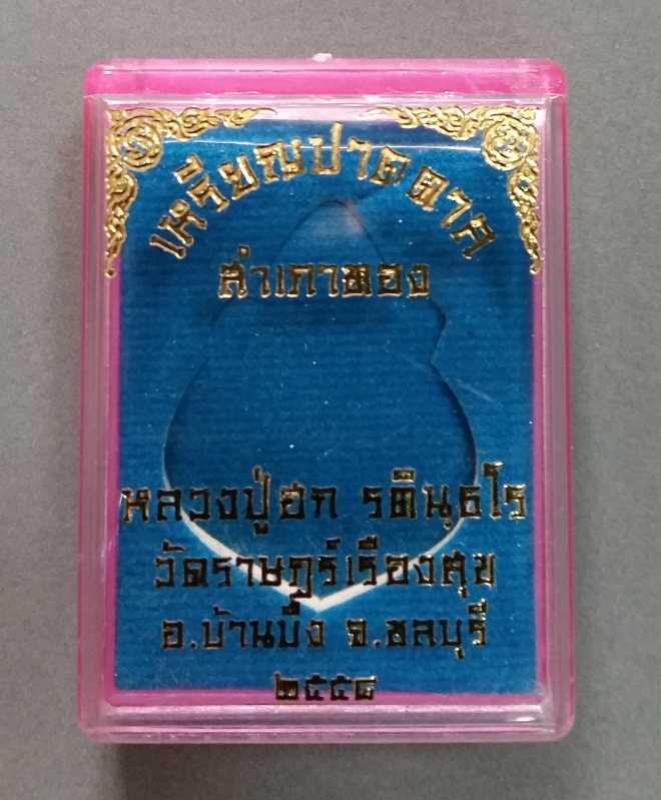 เหรียญปาดตาล
สำเภาทอง
หลวงปู่ฮก รตินฺธโร
วัดราษฎร์เรืองสุข
อ.บ้านบึง จ.ชลบุรี
๒๕๕๘